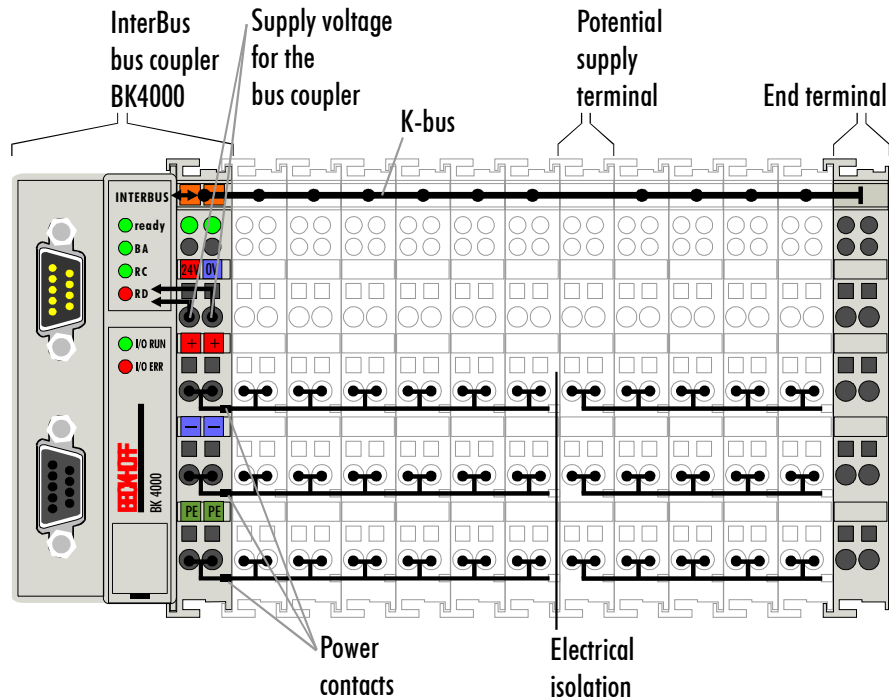 InterBus
bus coupler
BK4000
Supply voltage
for the
bus coupler
Potential
supply
terminal
End terminal
K-bus
INTERBUS
ready
BA
RC
RD
24V 0V
I/O RUN
I/O ERR
+ +
− −
BECKHOFF
BK 4000
PE PE
Power
contacts
Electrical
isolation